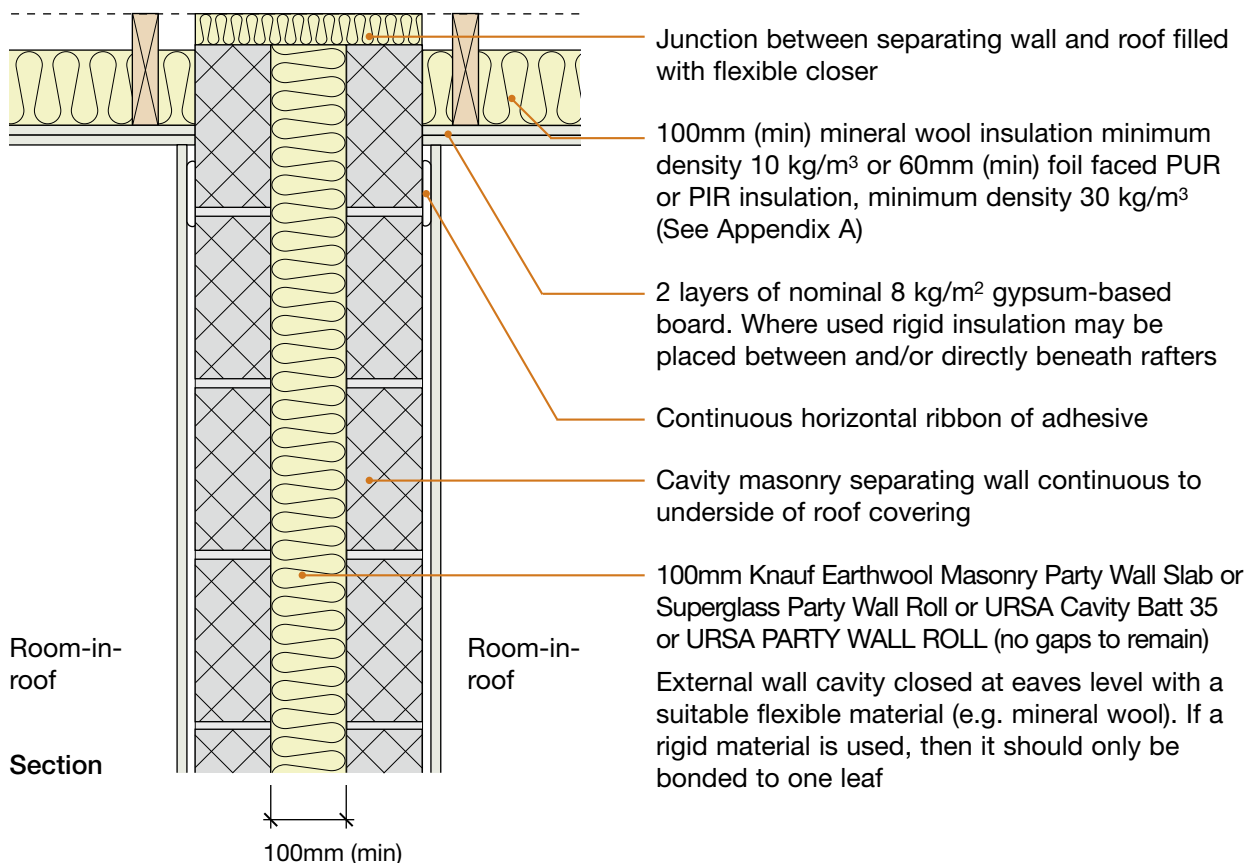 Junction between separating wall and roof filled
with flexible closer
100mm (min) mineral wool insulation minimum
density 10 kg/m³ or 60mm (min) foil faced PUR
or PIR insulation, minimum density 30 kg/m³
(See Appendix A)
2 layers of nominal 8 kg/m² gypsum-based
board. Where used rigid insulation may be
placed between and/or directly beneath rafters
Continuous horizontal ribbon of adhesive
Cavity masonry separating wall continuous to
underside of roof covering
100mm Knauf Earthwool Masonry Party Wall Slab or
Superglass Party Wall Roll or URSA Cavity Batt 35
or URSA PARTY WALL ROLL (no gaps to remain)
External wall cavity closed at eaves level with a
suitable flexible material (e.g. mineral wool). If a
rigid material is used, then it should only be
bonded to one leaf
Room-in-
roof
Room-in-
roof
Section
100mm (min)